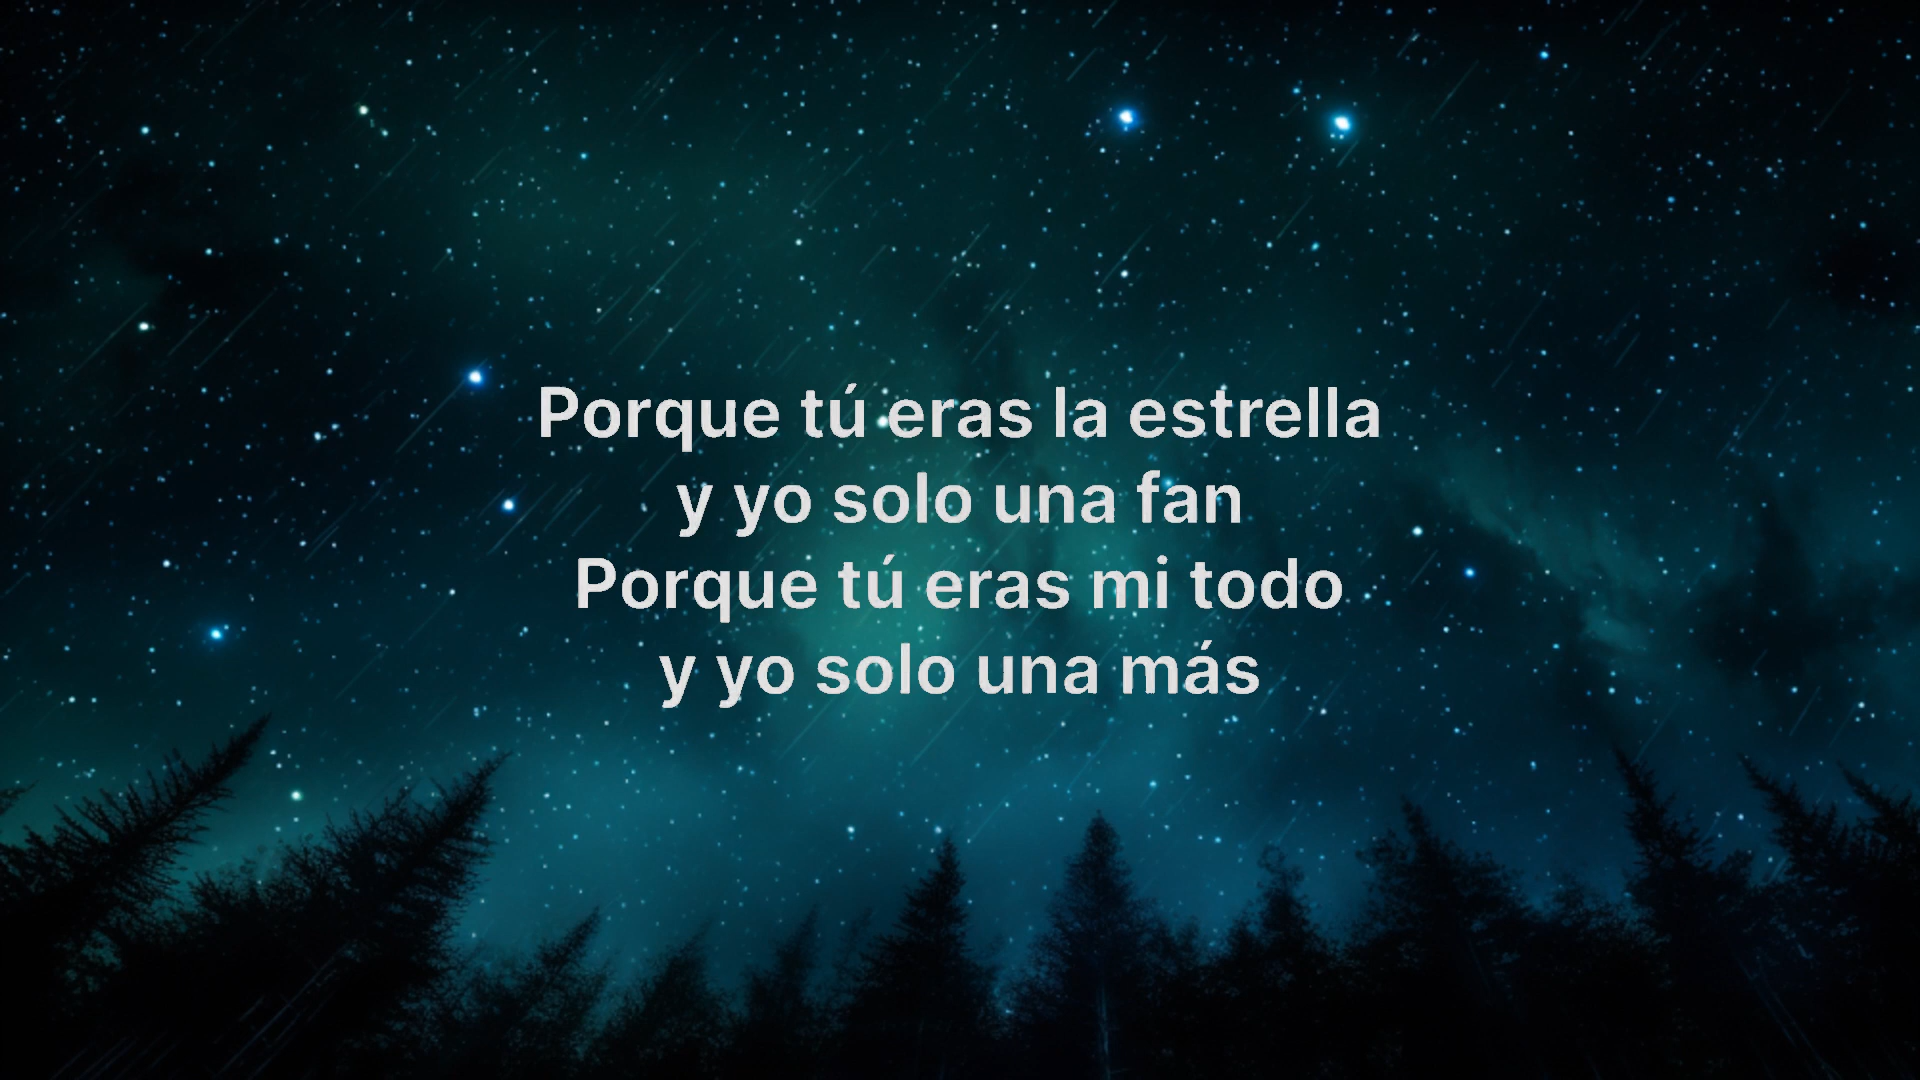 Porque tú eras la estrella
y yo solo una fan
Porque tú eras mi todo
y yo solo una más